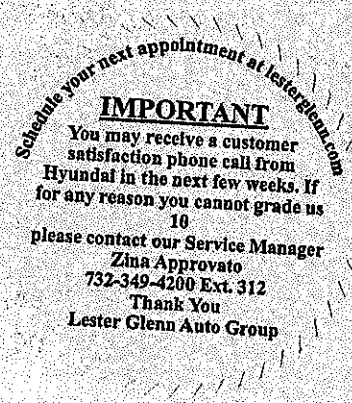 Schedule your next appointment at lesterglenn.com
IMPORTANT
You may receive a customer
satisfaction phone call from
Hyundai in the next few weeks. If
for any reason you cannot grade us
10
please contact our Service Manager
Zina Approvato
732-349-4200 Ext. 312
Thank You
Lester Glenn Auto Group